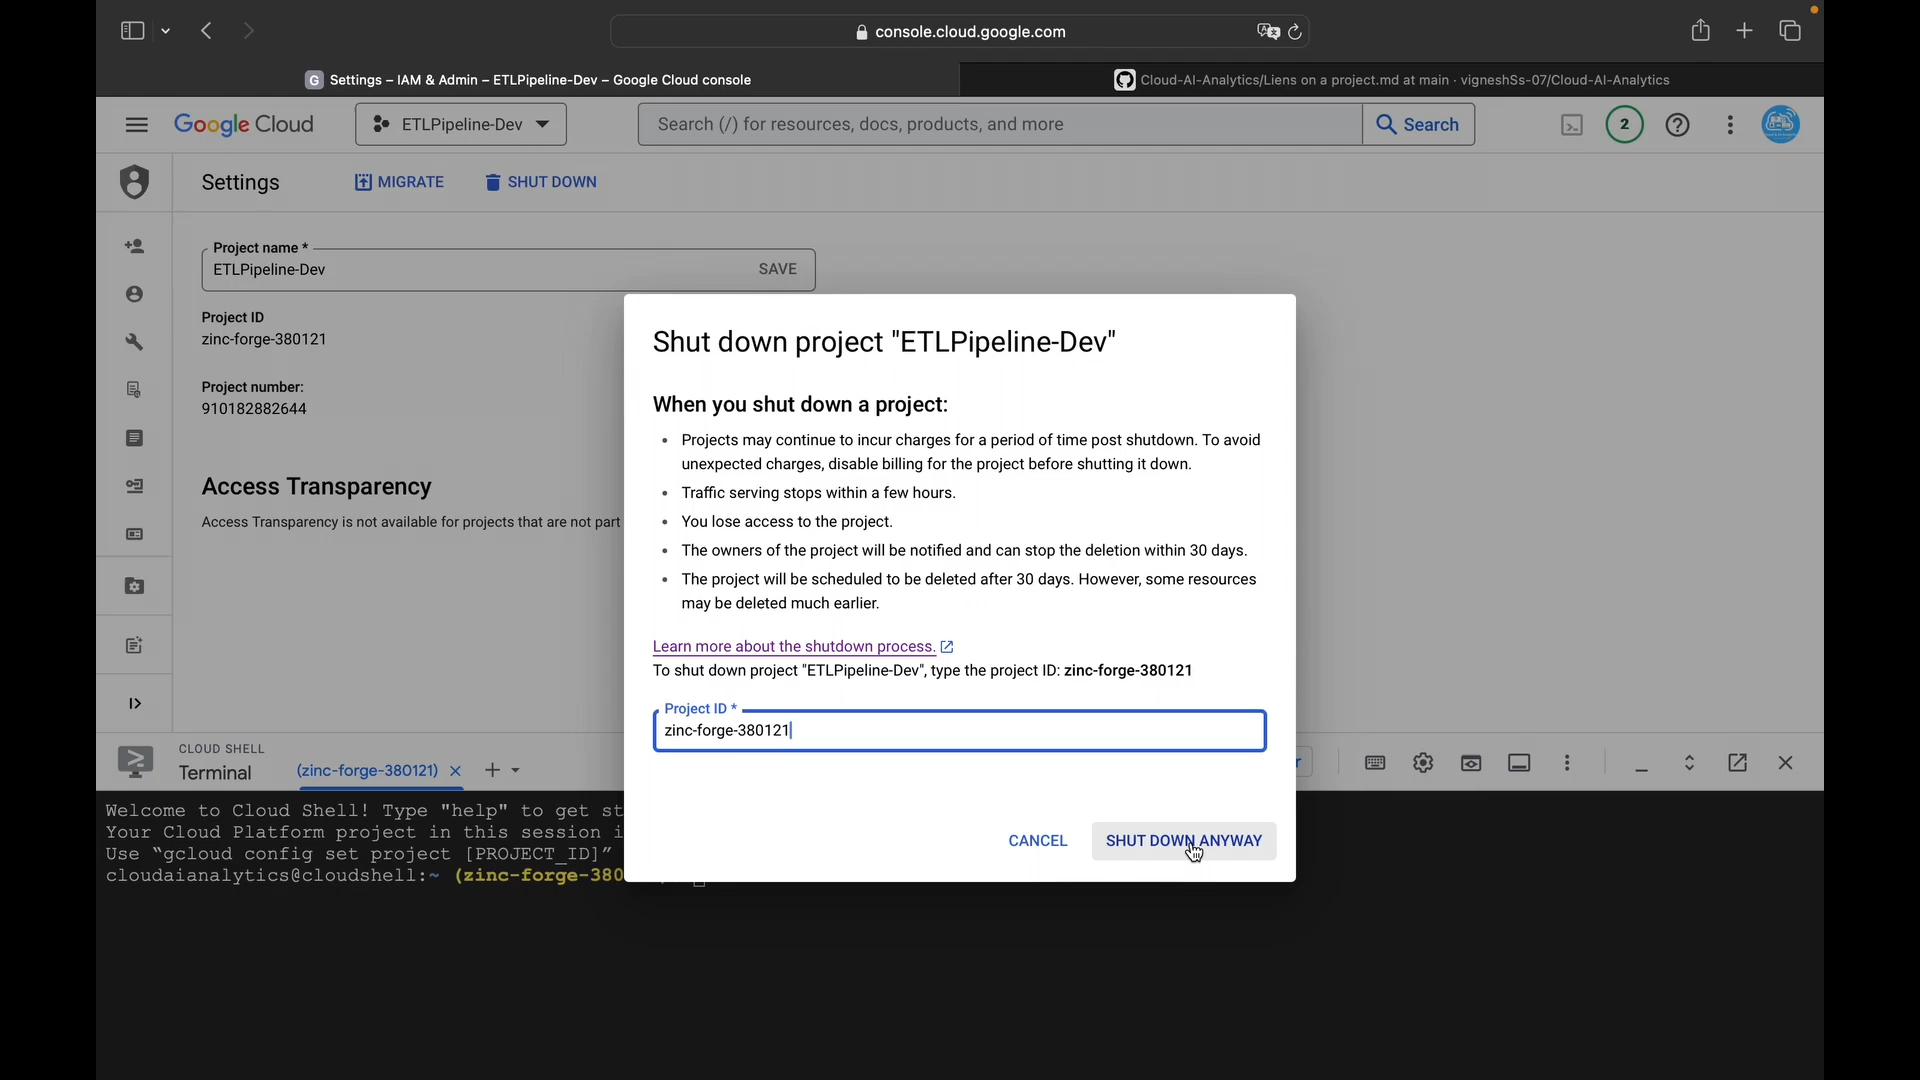 console.cloud.google.com
G Settings – IAM & Admin – ETLPipeline-Dev – Google Cloud console
Cloud-AI-Analytics/Liens on a project.md at main · vigneshSs-07/Cloud-AI-Analytics
Google Cloud
ETLPipeline-Dev
Search (/) for resources, docs, products, and more
Search
2
Settings
MIGRATE
SHUT DOWN
Project name *
ETLPipeline-Dev
SAVE
Project ID
zinc-forge-380121
Project number:
910182882644
Access Transparency
Access Transparency is not available for projects that are not part
Shut down project "ETLPipeline-Dev"
When you shut down a project:
• Projects may continue to incur charges for a period of time post shutdown. To avoid
unexpected charges, disable billing for the project before shutting it down.
• Traffic serving stops within a few hours.
• You lose access to the project.
• The owners of the project will be notified and can stop the deletion within 30 days.
• The project will be scheduled to be deleted after 30 days. However, some resources
may be deleted much earlier.
Learn more about the shutdown process.
To shut down project "ETLPipeline-Dev", type the project ID: zinc-forge-380121
Project ID *
zinc-forge-380121
CANCEL
SHUT DOWN ANYWAY
CLOUD SHELL
Terminal
(zinc-forge-380121)
Welcome to Cloud Shell! Type "help" to get st
Your Cloud Platform project in this session i
Use “gcloud config set project [PROJECT_ID]”
cloudaianalytics@cloudshell:~ (zinc-forge-380